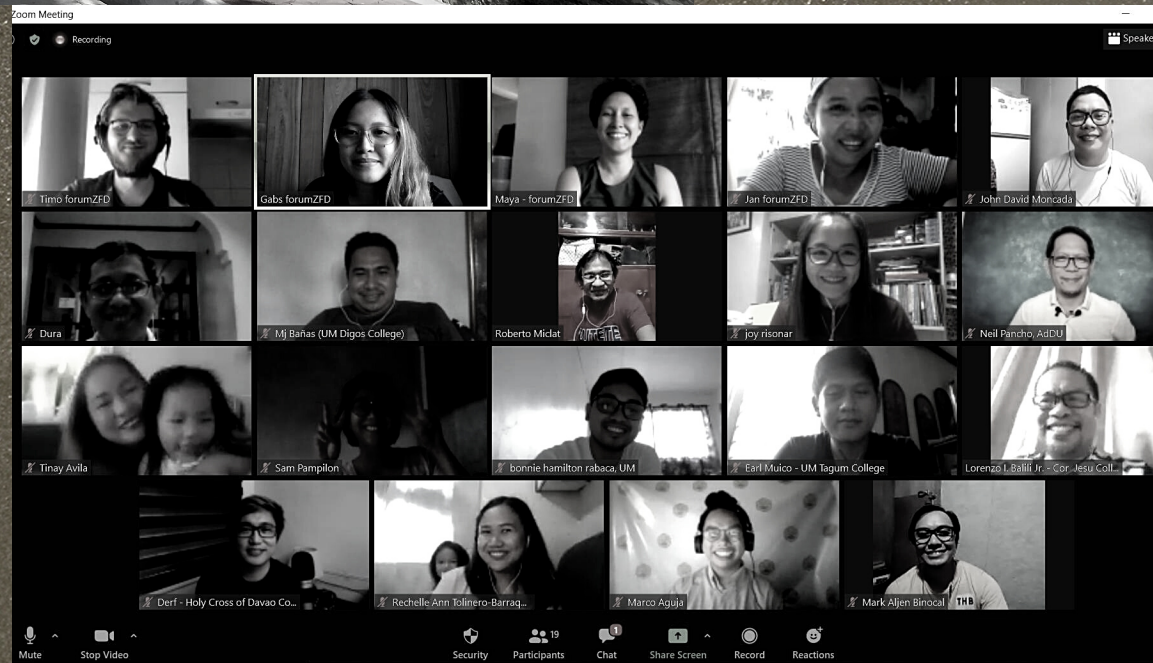 Zoom Meeting
Recording
Speake
Timo forumZFD
Gabs forumZFD
Maya - forumZFD
Jan forumZFD
John David Moncada
Dura
Mj Bañas (UM Digos College)
Roberto Miclat
joy risonar
Neil Pancho, AdDU
Tinay Avila
Sam Pampilon
bonnie hamilton rabaca, UM
Earl Muico - UM Tagum College
Lorenzo I. Balili Jr. - Cor Jesu Coll...
Derf - Holy Cross of Davao Co...
Rechelle Ann Tolinero-Barraq...
Marco Aguja
Mark Aljen Binocal
THB
Mute
Stop Video
Security
Participants 19
Chat 1
Share Screen
Record
Reactions